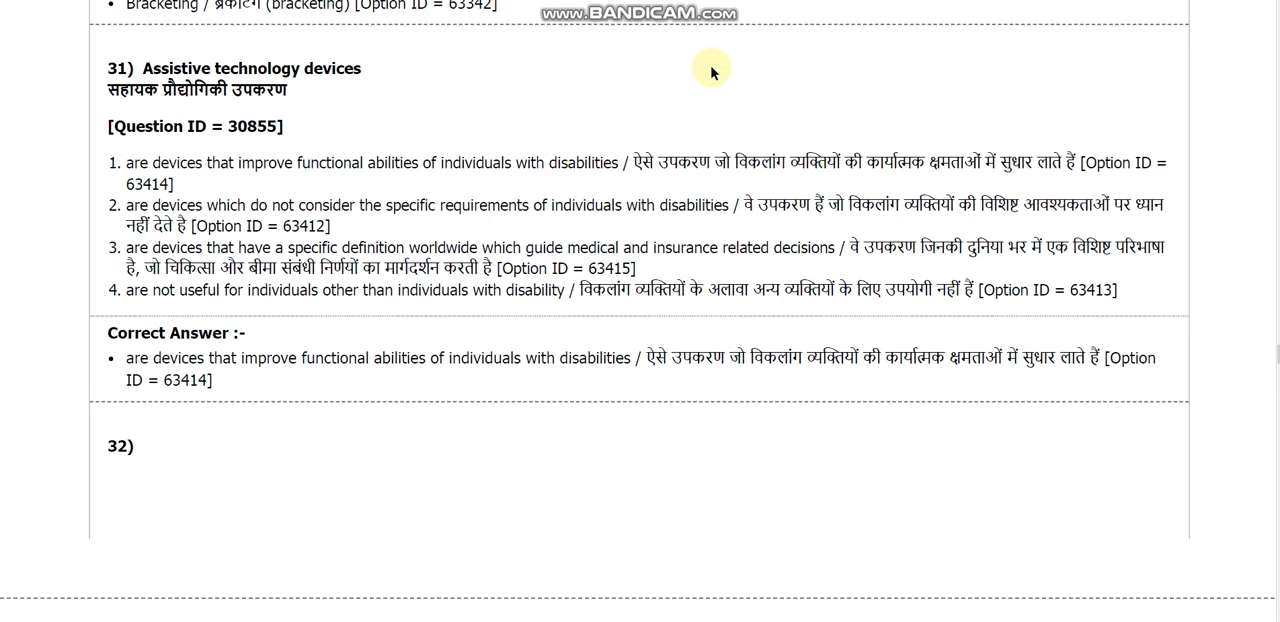 • Bracketing / ब्रैकेटिंग (bracketing) [Option ID = 63342]
www.BANDICAM.com
31) Assistive technology devices
सहायक प्रौद्योगिकी उपकरण
[Question ID = 30855]
1. are devices that improve functional abilities of individuals with disabilities / ऐसे उपकरण जो विकलांग व्यक्तियों की कार्यात्मक क्षमताओं में सुधार लाते हैं [Option ID =
63414]
2. are devices which do not consider the specific requirements of individuals with disabilities / वे उपकरण हैं जो विकलांग व्यक्तियों की विशिष्ट आवश्यकताओं पर ध्यान
नहीं देते है [Option ID = 63412]
3. are devices that have a specific definition worldwide which guide medical and insurance related decisions / वे उपकरण जिनकी दुनिया भर में एक विशिष्ट परिभाषा
है, जो चिकित्सा और बीमा संबंधी निर्णयों का मार्गदर्शन करती है [Option ID = 63415]
4. are not useful for individuals other than individuals with disability / विकलांग व्यक्तियों के अलावा अन्य व्यक्तियों के लिए उपयोगी नहीं हैं [Option ID = 63413]
Correct Answer :-
• are devices that improve functional abilities of individuals with disabilities / ऐसे उपकरण जो विकलांग व्यक्तियों की कार्यात्मक क्षमताओं में सुधार लाते हैं [Option
ID = 63414]
32)